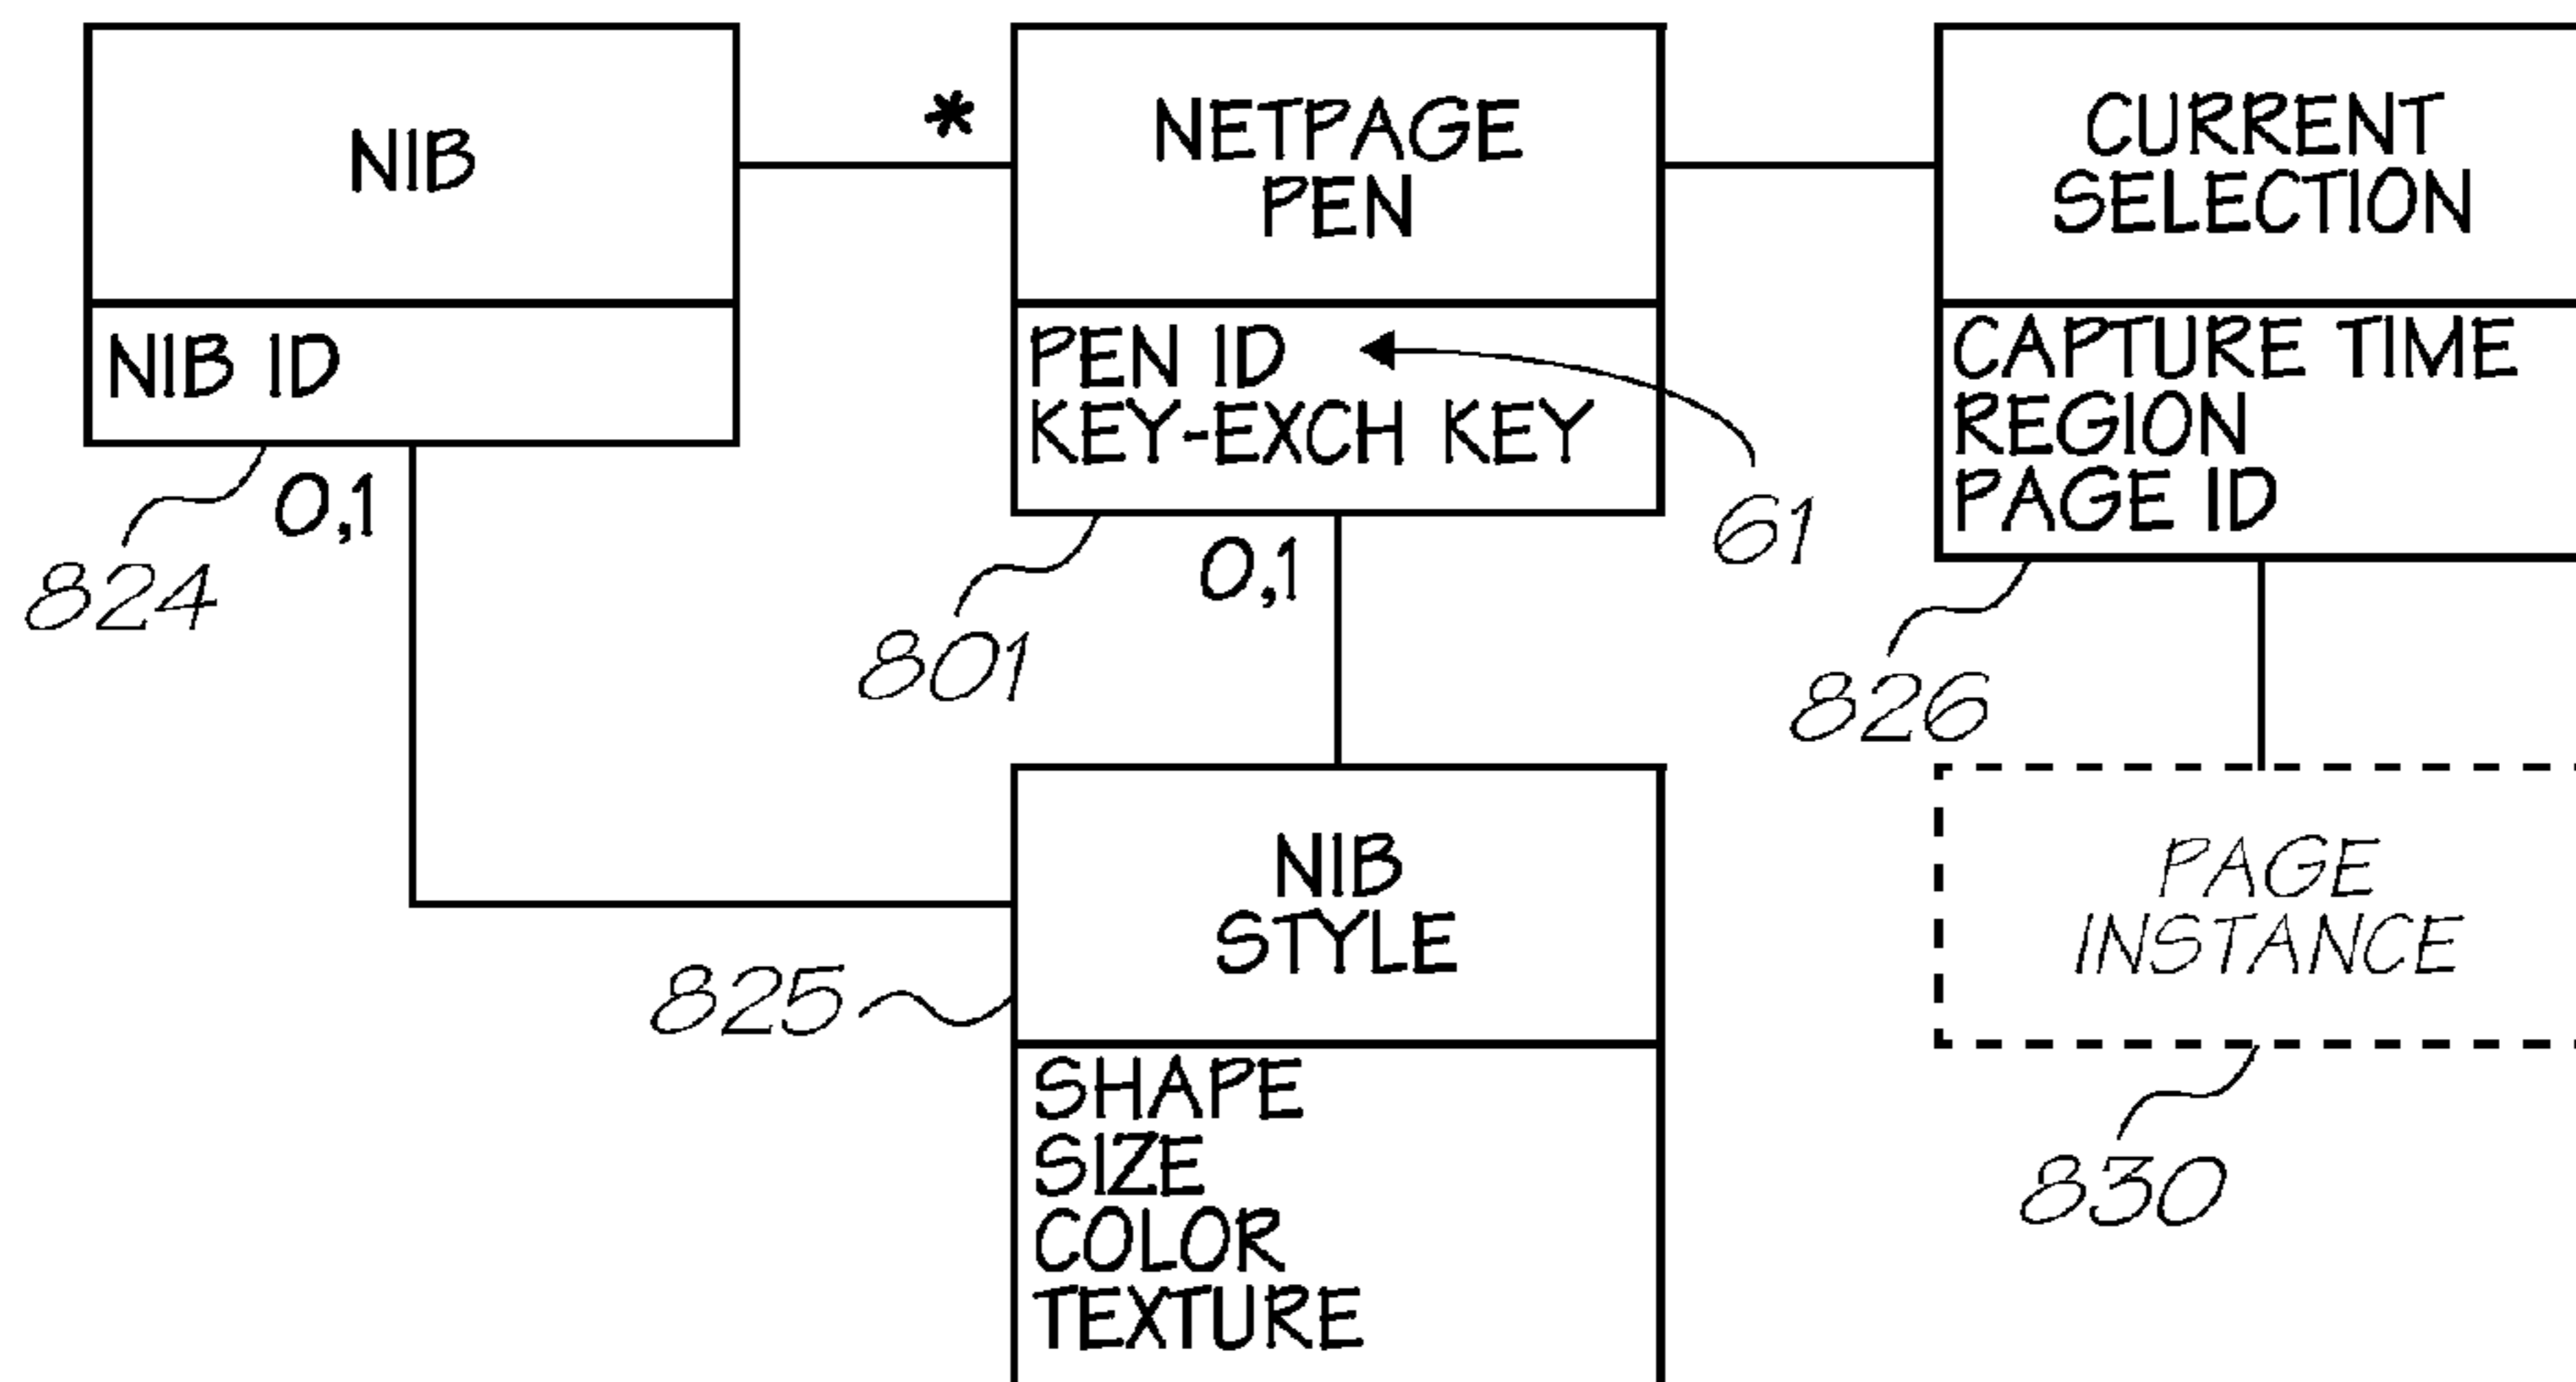 NIB
NIB ID
0,1
824
*
NETPAGE
PEN
PEN ID
KEY-EXCH KEY
61
0,1
801
CURRENT
SELECTION
CAPTURE TIME
REGION
PAGE ID
826
NIB
STYLE
825
SHAPE
SIZE
COLOR
TEXTURE
PAGE
INSTANCE
830